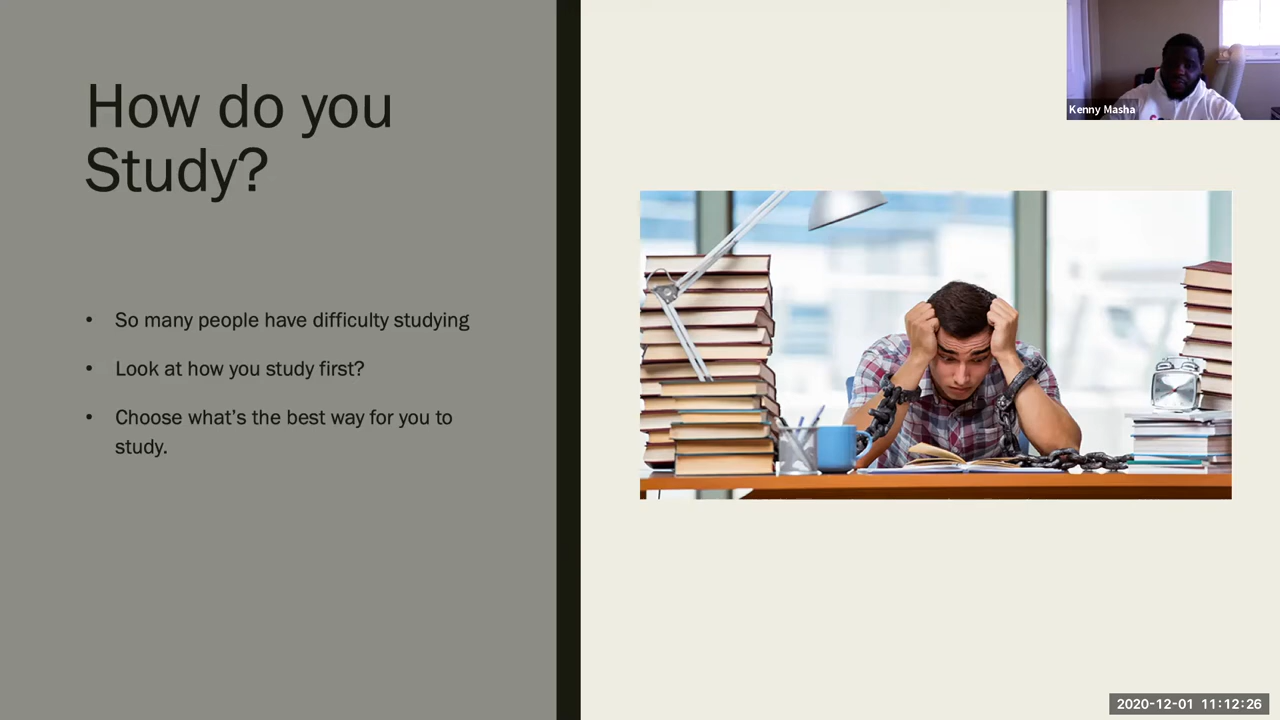 How do you
Study?
• So many people have difficulty studying
• Look at how you study first?
• Choose what’s the best way for you to
study.
Kenny Masha
2020-12-01 11:12:26